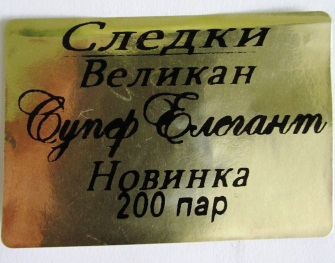 Следки
Великан
Супер Елегант
Новинка
200 пар